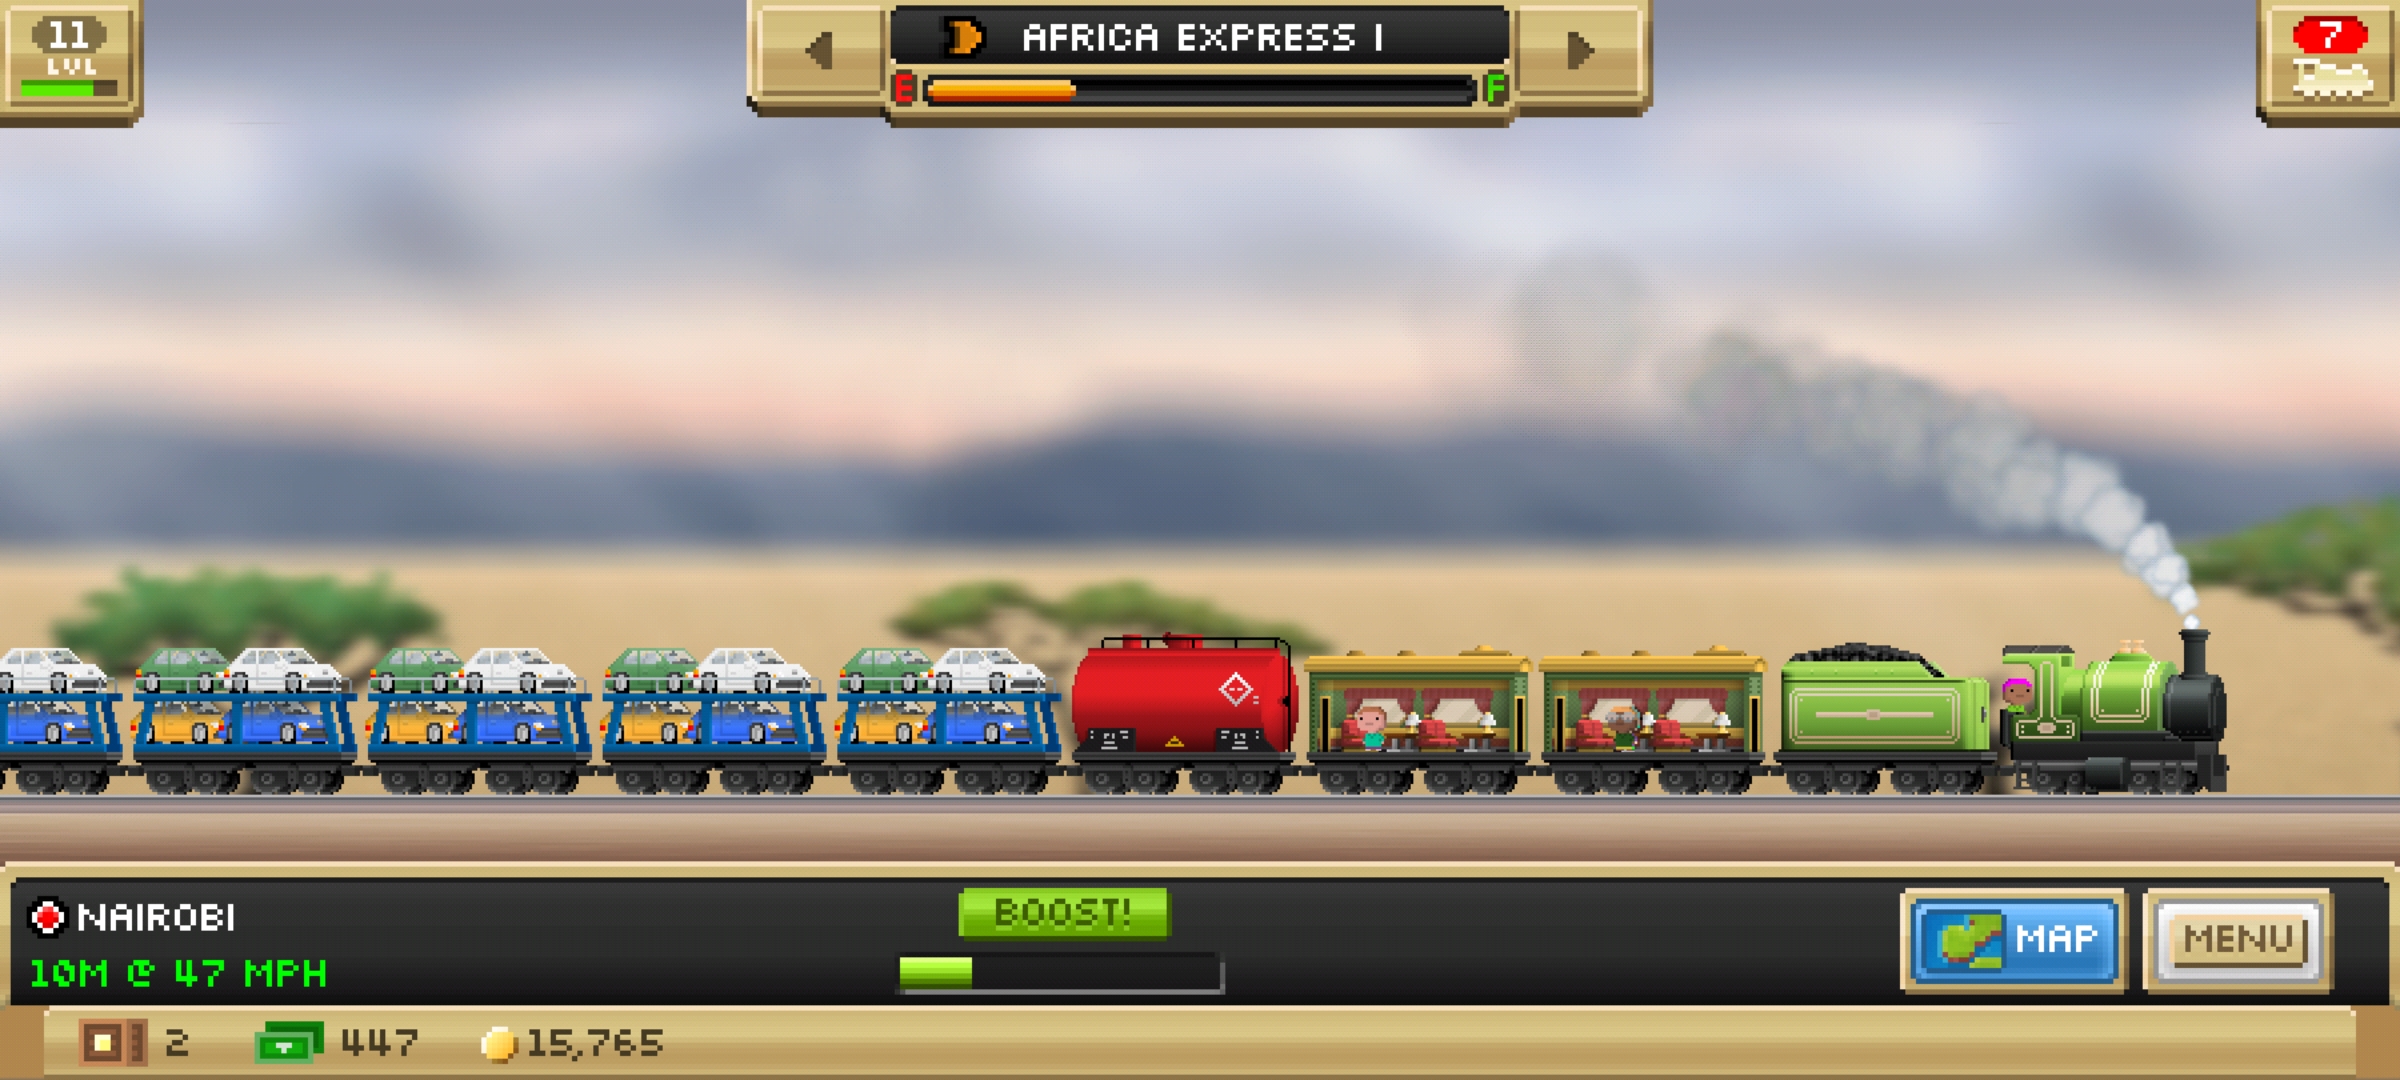 11
LVL
AFRICA EXPRESS I
E
F
7
NAIROBI
10M @ 47 MPH
BOOST!
MAP
MENU
2
447
15,765